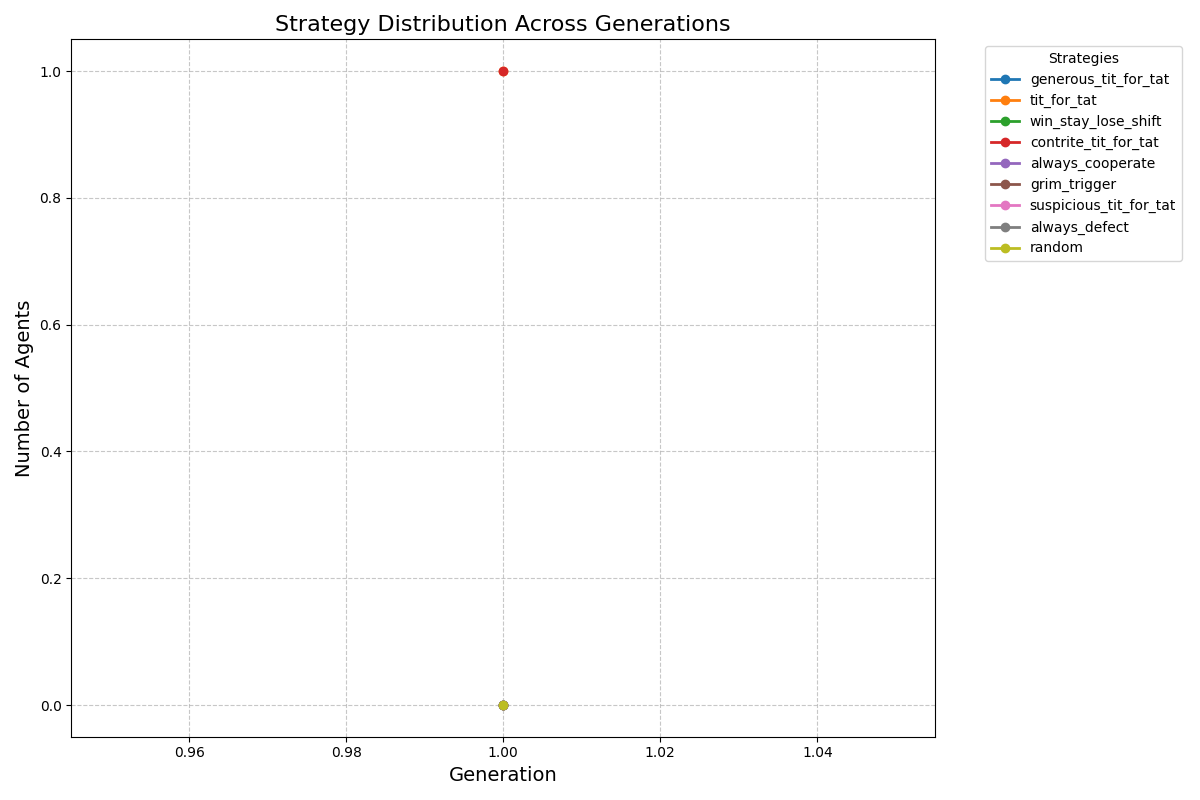 Strategy Distribution Across Generations
Number of Agents
1.0
0.8
0.6
0.4
0.2
0.0
0.96
0.98
1.00
1.02
1.04
Generation
Strategies
generous_tit_for_tat
tit_for_tat
win_stay_lose_shift
contrite_tit_for_tat
always_cooperate
grim_trigger
suspicious_tit_for_tat
always_defect
random